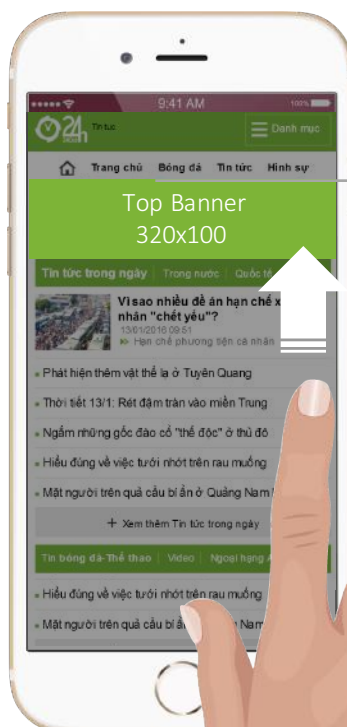 9:41 AM
100%
24h
Tin tức
Danh mục
Trang chủ Bóng đá Tin tức Hình sự
Top Banner
320x100
Tin tức trong ngày Trong nước Quốc tế
Vì sao nhiều đề án hạn chế x
nhân "chết yểu"?
13/01/2016 09:51
Hạn chế phương tiện cá nhân
Phát hiện thêm vật thể lạ ở Tuyên Quang
Thời tiết 13/1: Rét đậm tràn vào miền Trung
Ngắm những gốc đào cổ "thế độc" ở thủ đô
Hiểu đúng về việc tưới nhớt trên rau muống
Mặt người trên quả cầu bí ẩn ở Quảng Nam
+ Xem thêm Tin tức trong ngày
Tin bóng đá-Thể thao Video Ngoại hạng A
Hiểu đúng về việc tưới nhớt trên rau muống
Mặt người trên quả cầu bí ẩn Nam